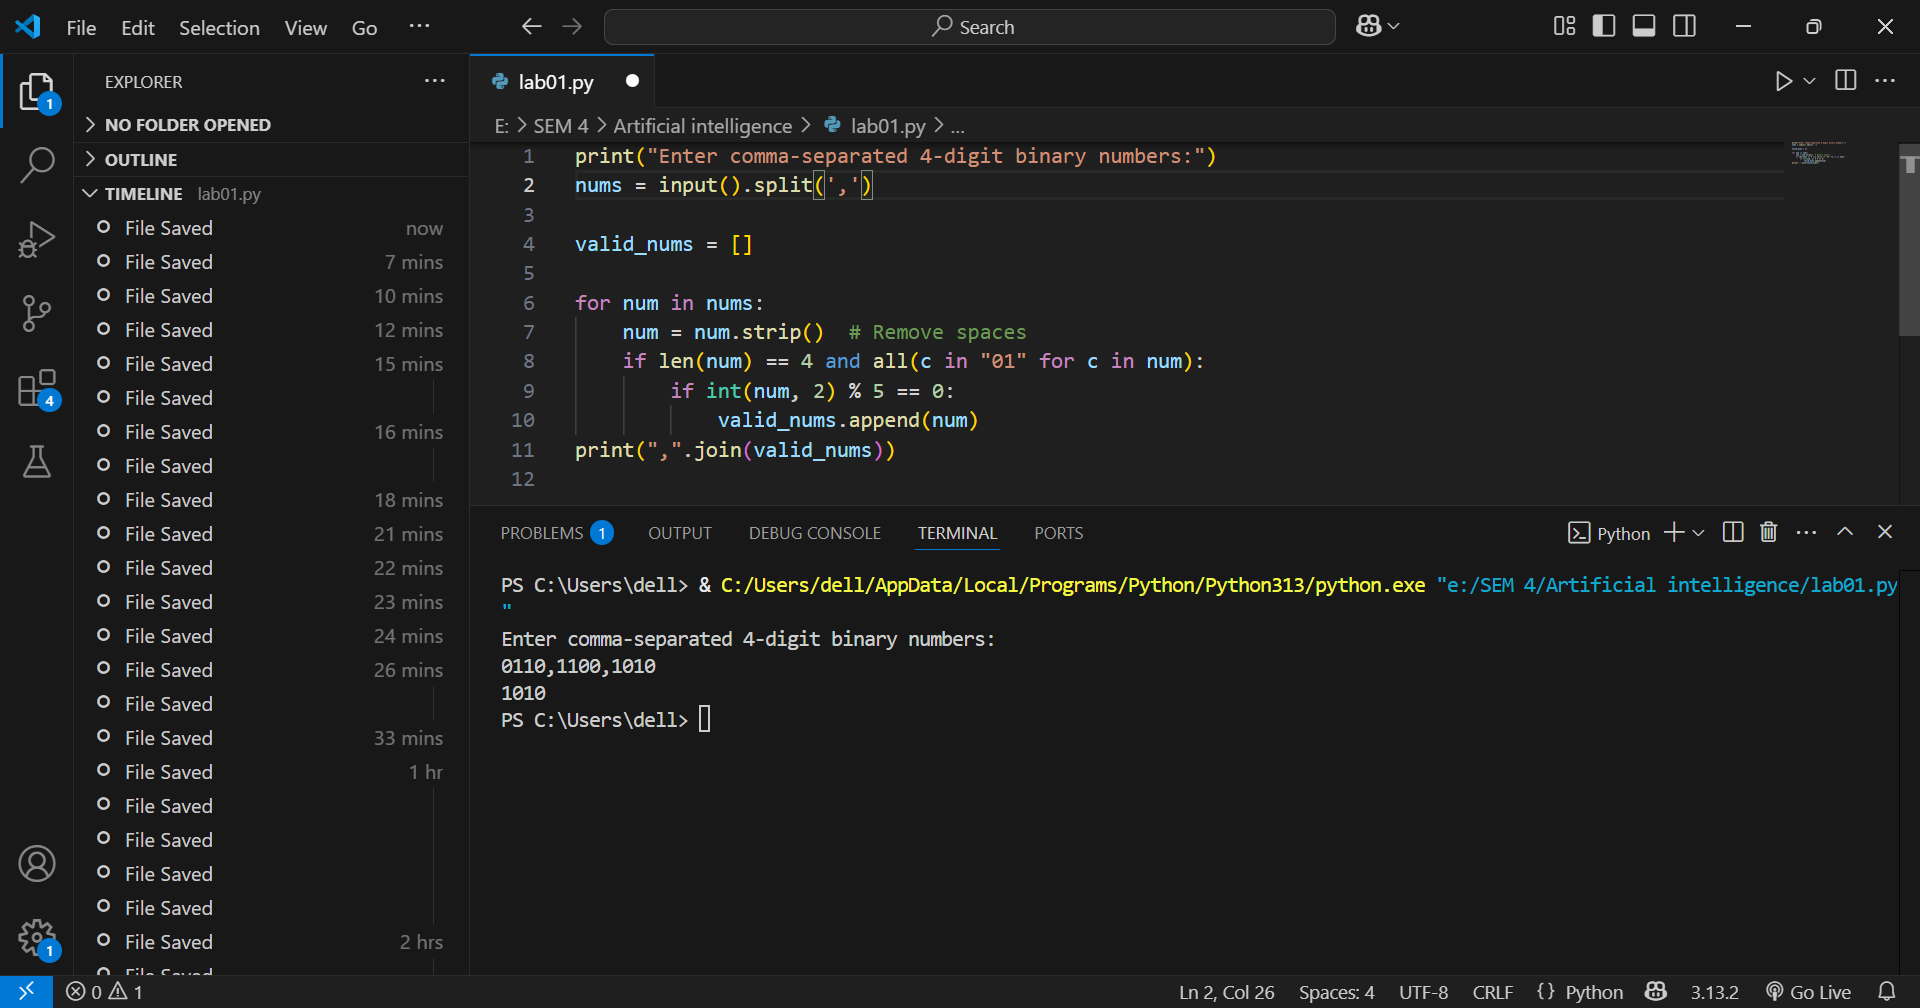 File Edit Selection View Go ···
Search
EXPLORER ···
NO FOLDER OPENED
OUTLINE
TIMELINE lab01.py
File Saved now
File Saved 7 mins
File Saved 10 mins
File Saved 12 mins
File Saved 15 mins
File Saved
File Saved 16 mins
File Saved
File Saved 18 mins
File Saved 21 mins
File Saved 22 mins
File Saved 23 mins
File Saved 24 mins
File Saved 26 mins
File Saved
File Saved 33 mins
File Saved 1 hr
File Saved
File Saved
File Saved
File Saved
File Saved 2 hrs
File Saved
1
4
1
lab01.py
E: > SEM 4 > Artificial intelligence > lab01.py > ...
1 print("Enter comma-separated 4-digit binary numbers:")
2 nums = input().split(',')
3
4 valid_nums = []
5
6 for num in nums:
7 num = num.strip() # Remove spaces
8 if len(num) == 4 and all(c in "01" for c in num):
9 if int(num, 2) % 5 == 0:
10 valid_nums.append(num)
11 print(",".join(valid_nums))
12
PROBLEMS 1 OUTPUT DEBUG CONSOLE TERMINAL PORTS
Python
PS C:\Users\dell> & C:/Users/dell/AppData/Local/Programs/Python/Python313/python.exe "e:/SEM 4/Artificial intelligence/lab01.py
"
Enter comma-separated 4-digit binary numbers:
0110,1100,1010
1010
PS C:\Users\dell>
0 1
Ln 2, Col 26 Spaces: 4 UTF-8 CRLF {} Python 3.13.2 Go Live